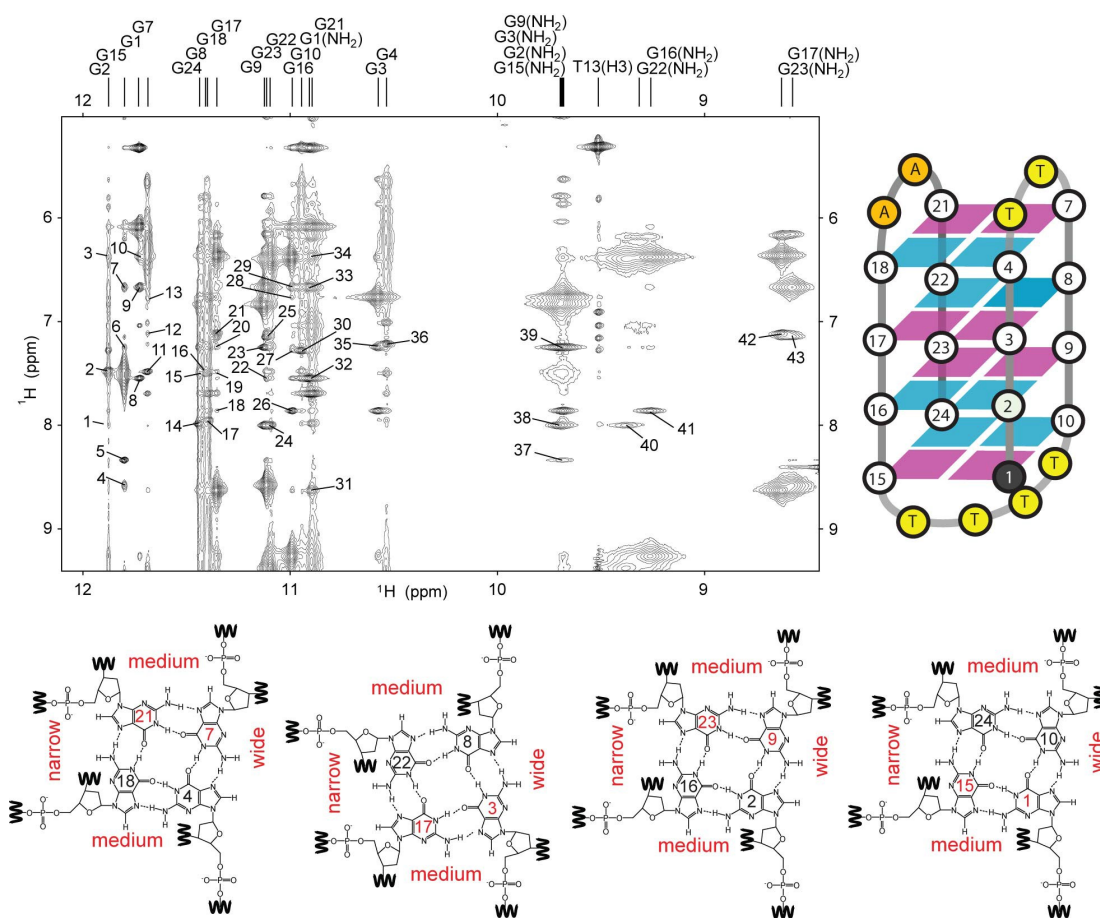 G7
G17
G21
G9(NH2)
G1
G18
G22
G1(NH2)
G3(NH2)
G15
G8
G23
G10
G4
G2(NH2)
G16(NH2)
G17(NH2)
G2
G24
G9
G16
G3
G15(NH2)
T13(H3)
G22(NH2)
G23(NH2)
12
11
10
9
6
7
8
9
6
7
8
9
¹H (ppm)
12
11
10
9
¹H (ppm)
3
10
7
9
13
6
12
2
16
11
15
8
1
14
5
4
29
28
34
33
21
20
25
30
36
23
27
35
22
32
19
18
26
17
24
31
39
38
37
40
41
42
43
A
T
A
21
T
7
18
4
8
22
17
3
9
23
16
2
10
24
15
1
T
T
T
T
medium
narrow
wide
medium
21
7
18
4
medium
narrow
wide
medium
8
22
3
17
medium
narrow
wide
medium
23
9
16
2
medium
narrow
wide
medium
24
10
15
1